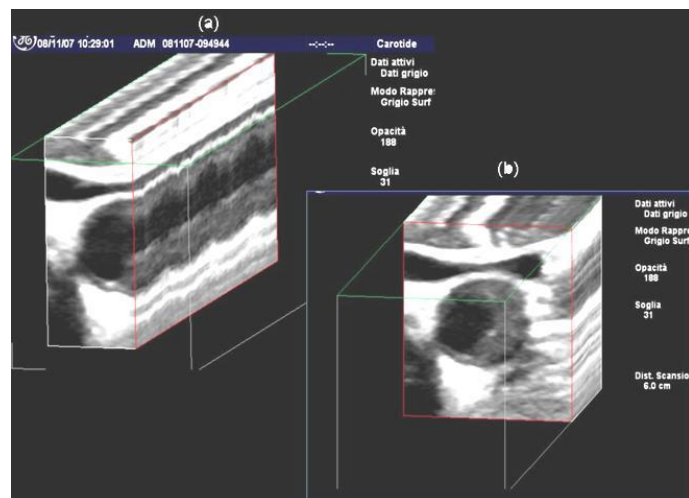 (a)
08/11/07 10:29:01 ADM 081107-094944 --:--:-- Carotide
Dati attivi
Dati grigio
Modo Rappre
Grigio Surf
Opacità
188
Soglia
31
(b)
Dati attivi
Dati grigio
Modo Rappre
Grigio Surf
Opacità
188
Soglia
31
Dist. Scansio
6.0 cm